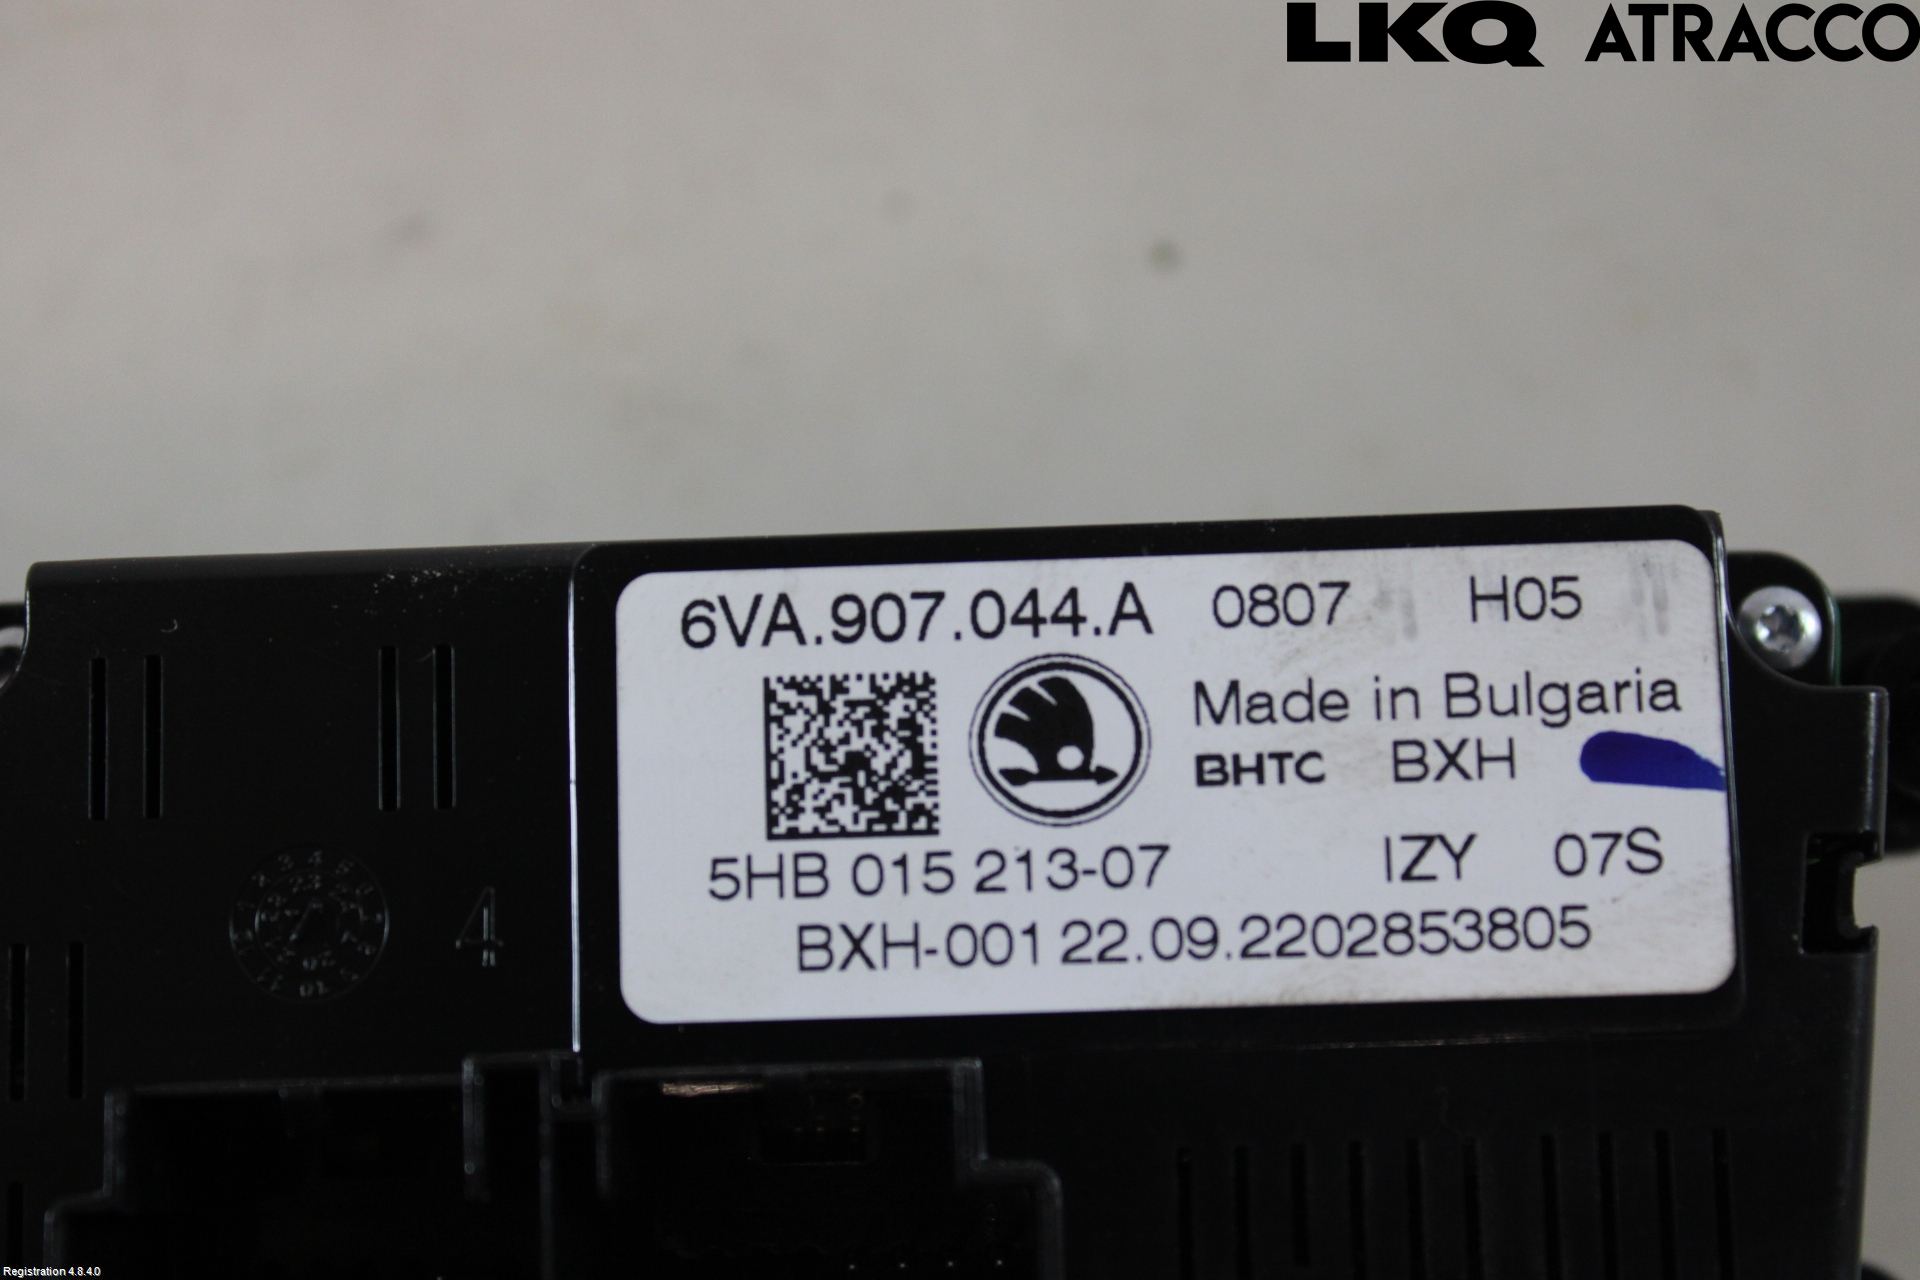 LKQ ATRACCO
6VA.907.044.A 0807 H05
Made in Bulgaria
BHTC BXH
5HB 015 213-07 IZY 07S
BXH-001 22.09.2202853805
4
Registration 4.8.4.0